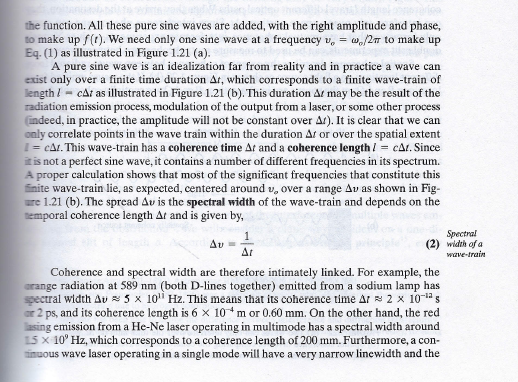 the function. All these pure sine waves are added, with the right amplitude and phase,
to make up f(t). We need only one sine wave at a frequency υₒ = ωₒ/2π to make up
Eq. (1) as illustrated in Figure 1.21 (a).
A pure sine wave is an idealization far from reality and in practice a wave can
exist only over a finite time duration Δt, which corresponds to a finite wave-train of
length l = cΔt as illustrated in Figure 1.21 (b). This duration Δt may be the result of the
radiation emission process, modulation of the output from a laser, or some other process
(indeed, in practice, the amplitude will not be constant over Δt). It is clear that we can
only correlate points in the wave train within the duration Δt or over the spatial extent
l = cΔt. This wave-train has a coherence time Δt and a coherence length l = cΔt. Since
it is not a perfect sine wave, it contains a number of different frequencies in its spectrum.
A proper calculation shows that most of the significant frequencies that constitute this
finite wave-train lie, as expected, centered around υₒ, over a range Δυ as shown in Fig-
ure 1.21 (b). The spread Δυ is the spectral width of the wave-train and depends on the
temporal coherence length Δt and is given by,
Δυ = 1/Δt (2)
Spectral
width of a
wave-train
Coherence and spectral width are therefore intimately linked. For example, the
orange radiation at 589 nm (both D-lines together) emitted from a sodium lamp has
spectral width Δυ ≈ 5 × 10¹¹ Hz. This means that its coherence time Δt ≈ 2 × 10⁻¹² s
or 2 ps, and its coherence length is 6 × 10⁻⁴ m or 0.60 mm. On the other hand, the red
lasing emission from a He-Ne laser operating in multimode has a spectral width around
1.5 × 10⁹ Hz, which corresponds to a coherence length of 200 mm. Furthermore, a con-
tinuous wave laser operating in a single mode will have a very narrow linewidth and the